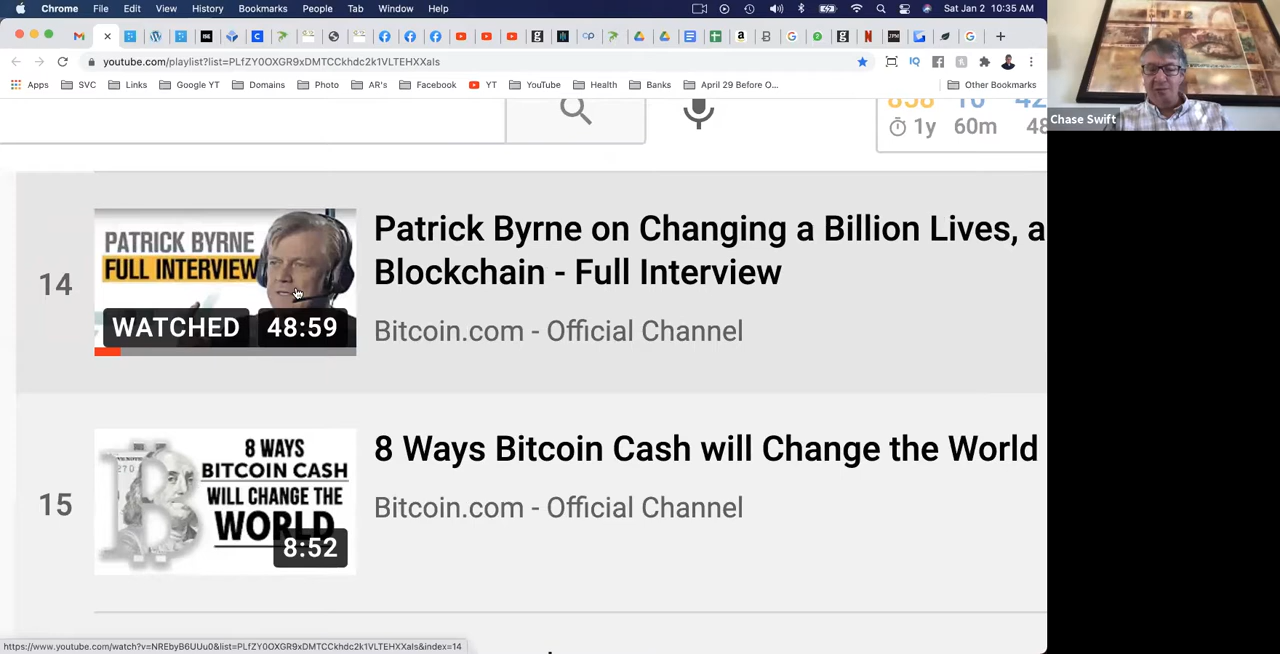 Chrome File Edit View History Bookmarks People Tab Window Help Sat Jan 2 10:35 AM
youtube.com/playlist?list=PLfZY0OXGR9xDMTCCkhdc2k1VLTEHXXaIs IQ
Apps SVC Links Google YT Domains Photo AR's Facebook YT YouTube Health Banks April 29 Before O... Other Bookmarks
Chase Swift
1y 60m 48
14
PATRICK BYRNE
FULL INTERVIEW
WATCHED 48:59
Patrick Byrne on Changing a Billion Lives, a
Blockchain - Full Interview
Bitcoin.com - Official Channel
15
8 WAYS
BITCOIN CASH
WILL CHANGE THE
WORLD
8:52
8 Ways Bitcoin Cash will Change the World
Bitcoin.com - Official Channel
https://www.youtube.com/watch?v=NREbyB6UUu0&list=PLfZY0OXGR9xDMTCCkhdc2k1VLTEHXXaIs&index=14